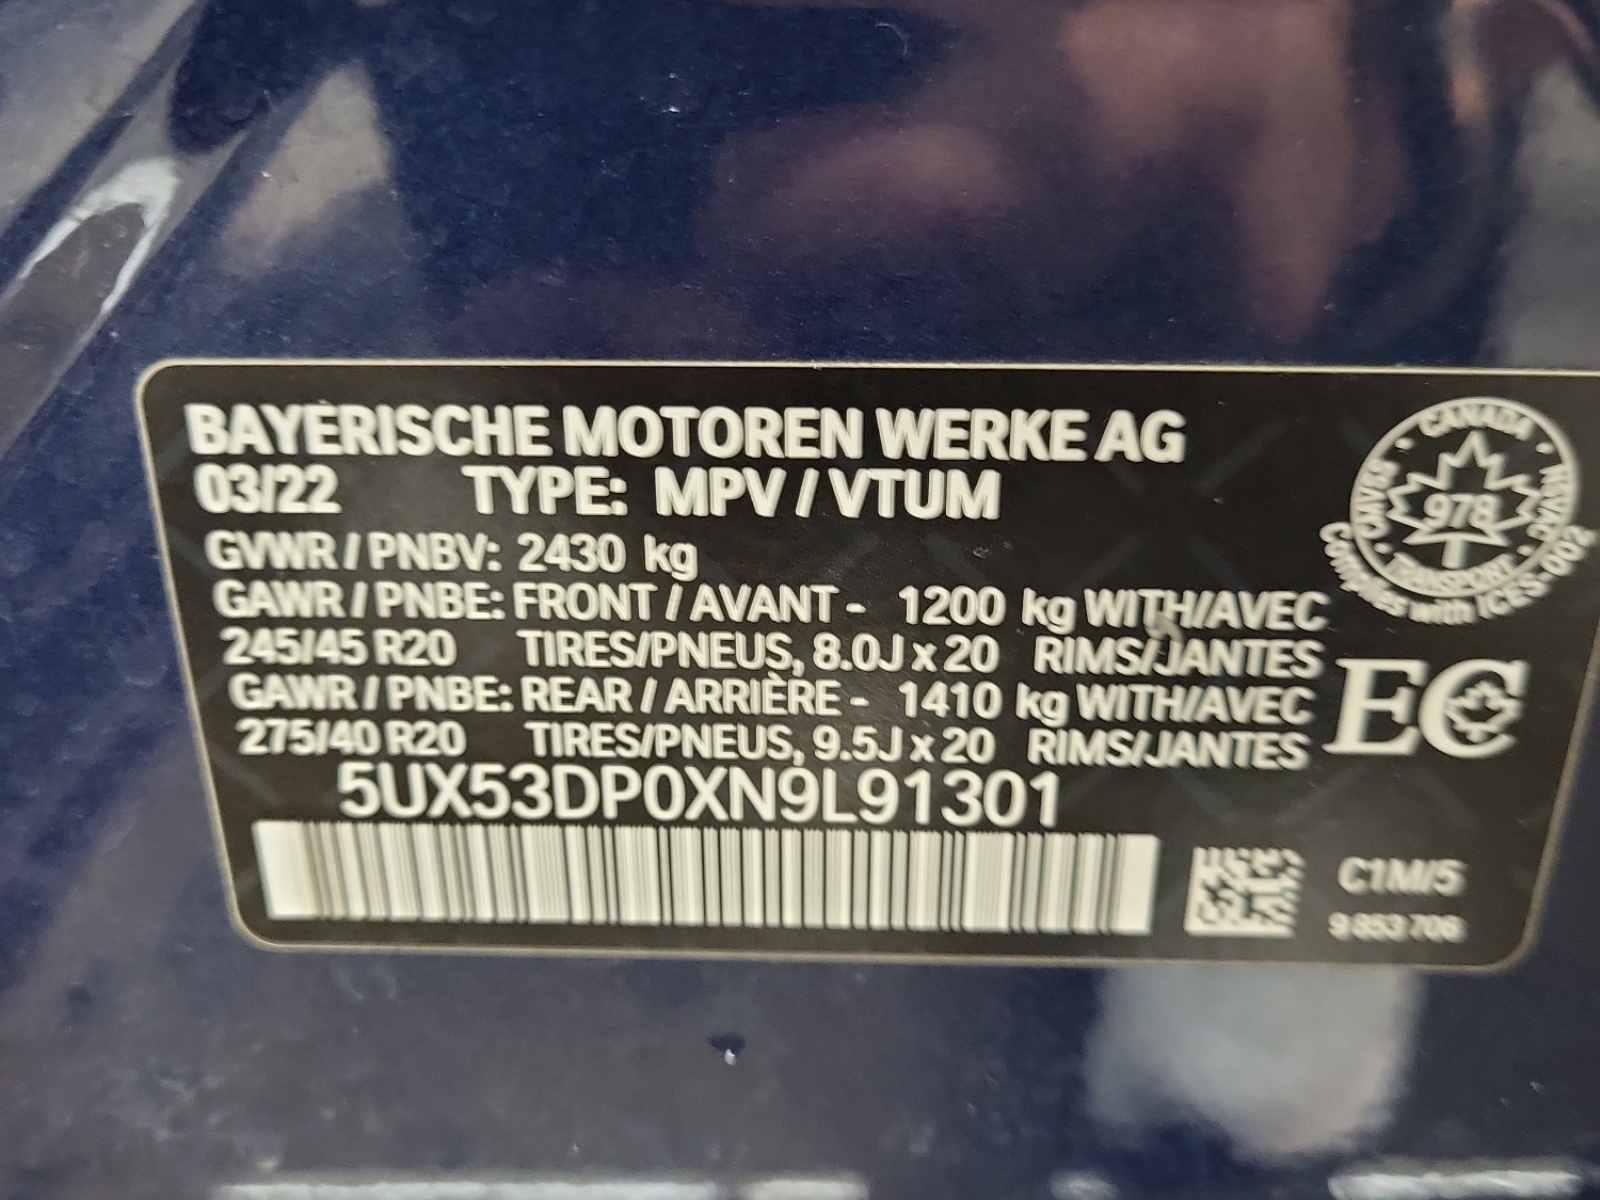 BAYERISCHE MOTOREN WERKE AG
03/22 TYPE: MPV / VTUM
GVWR / PNBV: 2430 kg
GAWR / PNBE: FRONT / AVANT - 1200 kg WITH/AVEC
245/45 R20 TIRES/PNEUS, 8.0J x 20 RIMS/JANTES
GAWR / PNBE: REAR / ARRIÈRE - 1410 kg WITH/AVEC
275/40 R20 TIRES/PNEUS, 9.5J x 20 RIMS/JANTES
5UX53DP0XN9L91301
CANADA
CMVSS NSVAC
978
TRANSPORT
Complies with ICES-002
EC
C1M/5
9 853 706